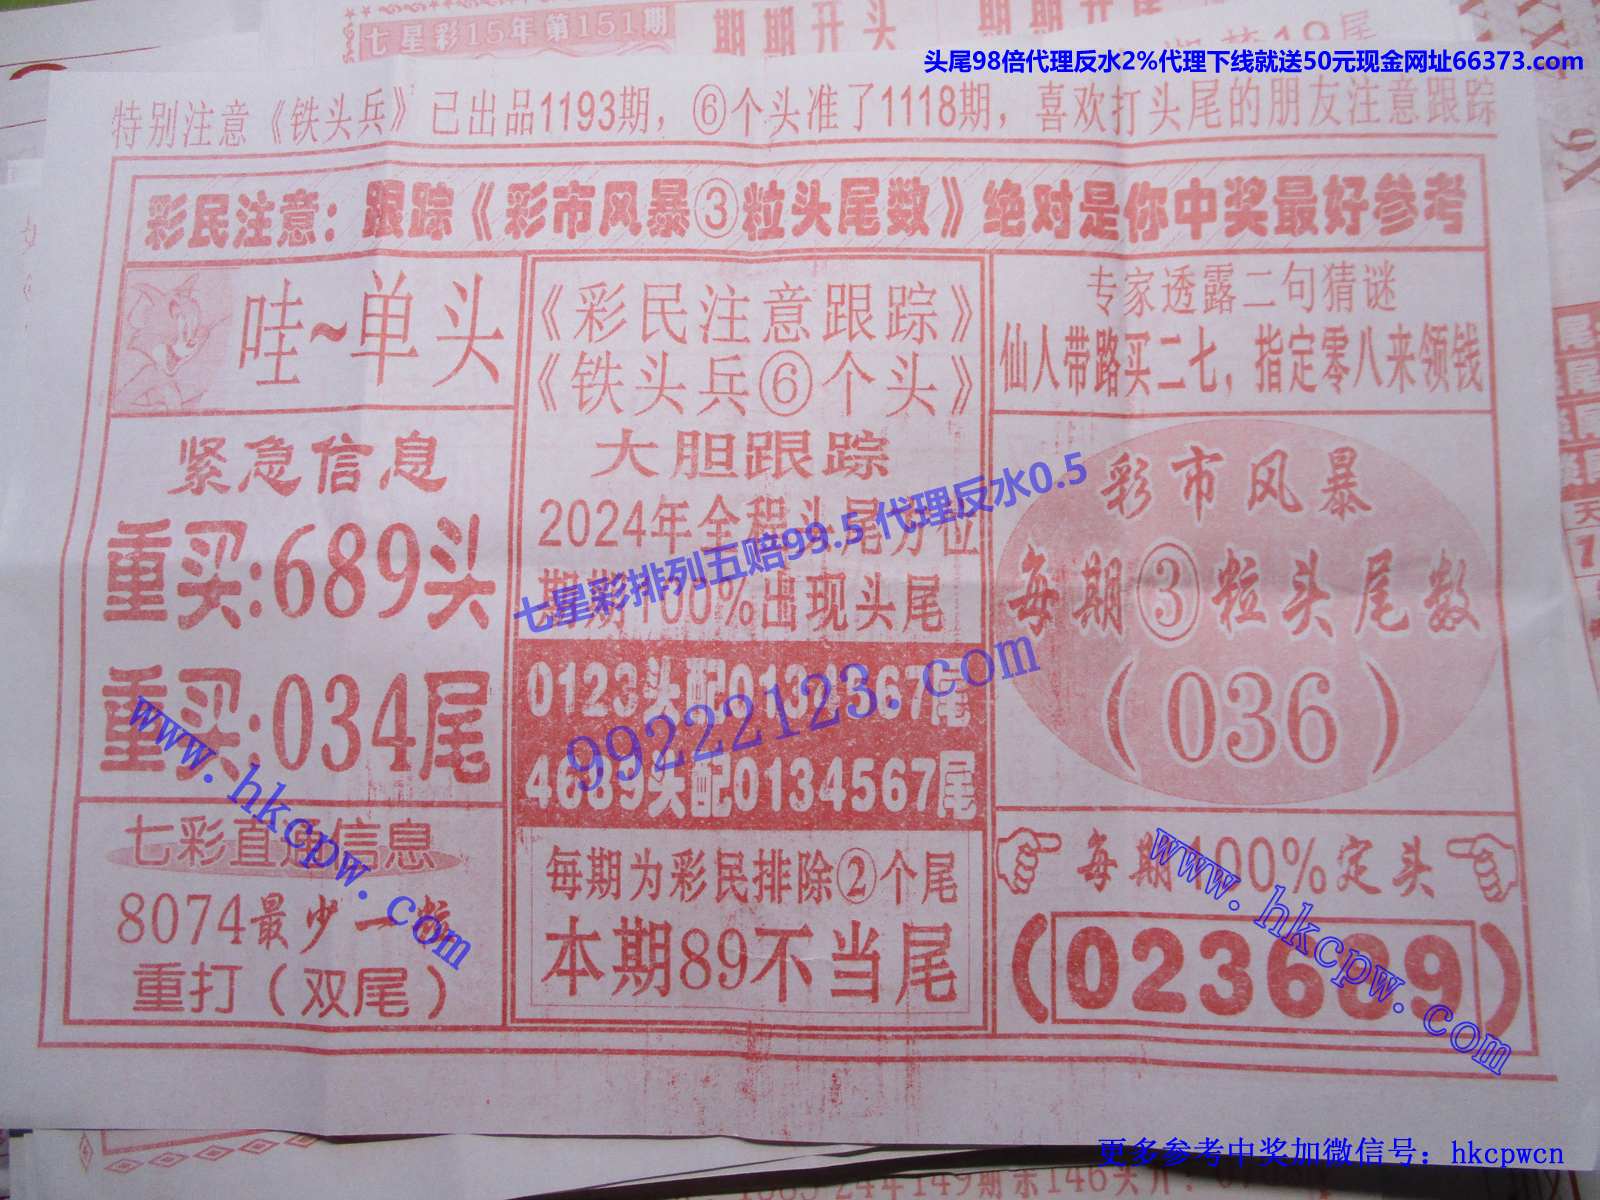 七星彩15年第151期
期期开头
头尾98倍代理反水2%代理下线就送50元现金网址66373.com
特别注意《铁头兵》已出品1193期，⑥个头准了1118期，喜欢打头尾的朋友注意跟踪
彩民注意：跟踪《彩市风暴③粒头尾数》绝对是你中奖最好参考
哇~单头
紧急信息
重买:689头
重买:034尾
七彩直通信息
8074最少一粒
重打（双尾）
《彩民注意跟踪》
《铁头兵⑥个头》
大胆跟踪
2024年全程头尾方位
期期100%出现头尾
0123头配0134567尾
4689头配0134567尾
每期为彩民排除②个尾
本期89不当尾
专家透露二句猜谜
仙人带路买二七，指定零八来领钱
彩市风暴
每期③粒头尾数
（036）
每期100%定头
（023689）
七星彩排列五赔99.5 代理反水0.5
99222123.com
www.hkcpw.com
www.hkcpw.com
更多参考中奖加微信号：hkcpwcn